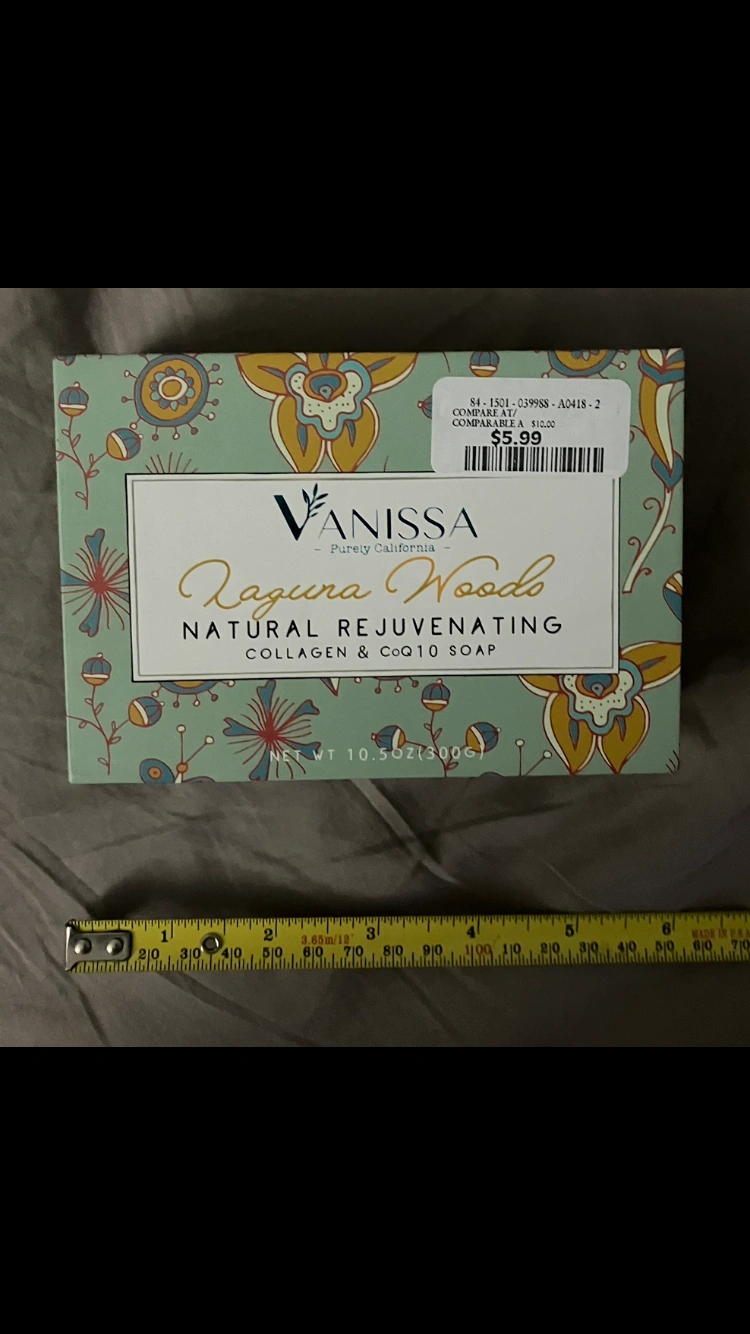 84 - 1501 - 039988 - A0418 - 2
COMPARE AT/
COMPARABLE A $10.00
$5.99
VANISSA
- Purely California -
Laguna Woods
NATURAL REJUVENATING
COLLAGEN & CoQ10 SOAP
NET WT 10.5OZ(300G)
1 2 3.65m/12' 3 4 5 6 MADE IN U.S.A
20 30 40 50 60 70 80 90 100 10 20 30 40 50 60 70